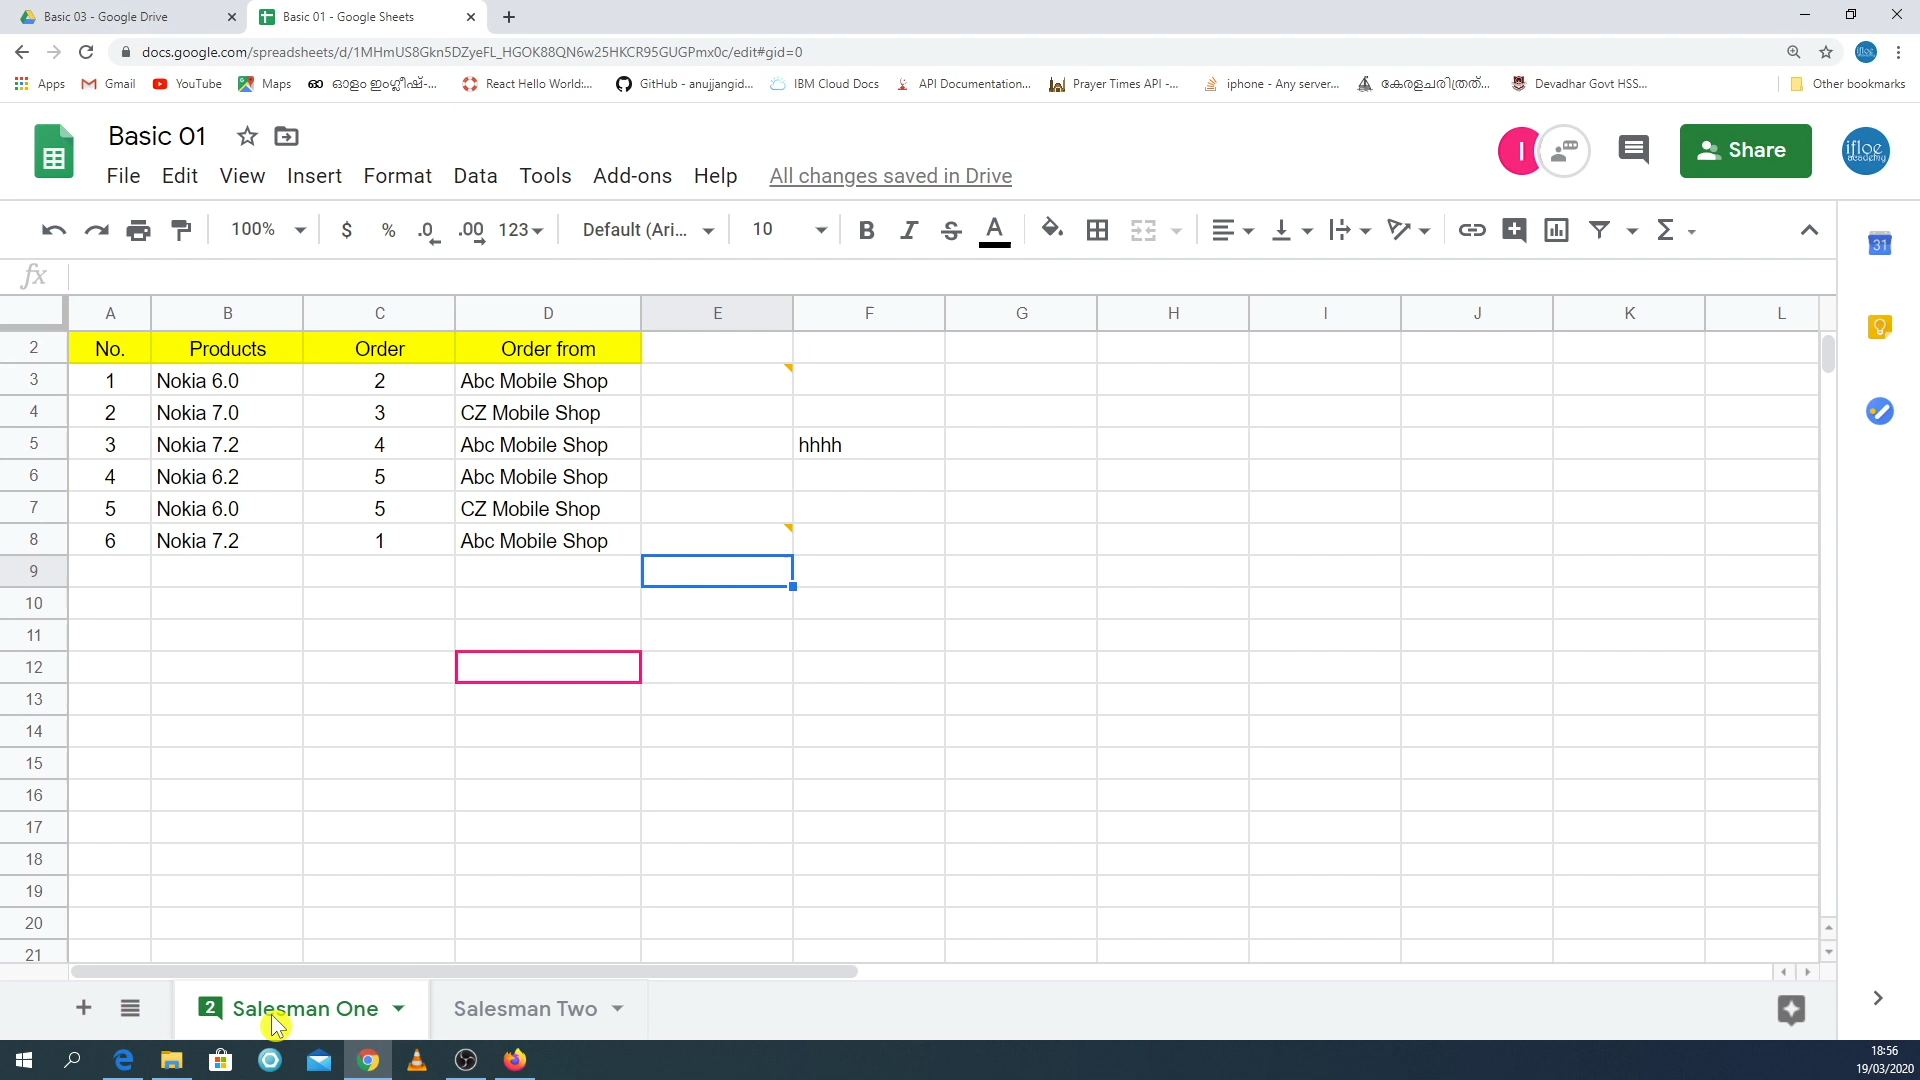 Basic 03 - Google Drive
Basic 01 - Google Sheets
docs.google.com/spreadsheets/d/1MHmUS8Gkn5DZyeFL_HGOK88QN6w25HKCR95GUGPmx0c/edit#gid=0
Apps Gmail YouTube Maps ഓളം ഇംഗ്ലീഷ്-... React Hello World:... GitHub - anujjangid... IBM Cloud Docs API Documentation... Prayer Times API -... iphone - Any server... കേരളചരിത്രത്... Devadhar Govt HSS... Other bookmarks
Basic 01
I
Share
ifloe academy
File Edit View Insert Format Data Tools Add-ons Help All changes saved in Drive
100% $ % .0 .00 123 Default (Ari... 10 B I S A
31
fx
A B C D E F G H I J K L
2 No. Products Order Order from
3 1 Nokia 6.0 2 Abc Mobile Shop
4 2 Nokia 7.0 3 CZ Mobile Shop
5 3 Nokia 7.2 4 Abc Mobile Shop hhhh
6 4 Nokia 6.2 5 Abc Mobile Shop
7 5 Nokia 6.0 5 CZ Mobile Shop
8 6 Nokia 7.2 1 Abc Mobile Shop
9
10
11
12
13
14
15
16
17
18
19
20
21
2 Salesman One Salesman Two
18:56
19/03/2020